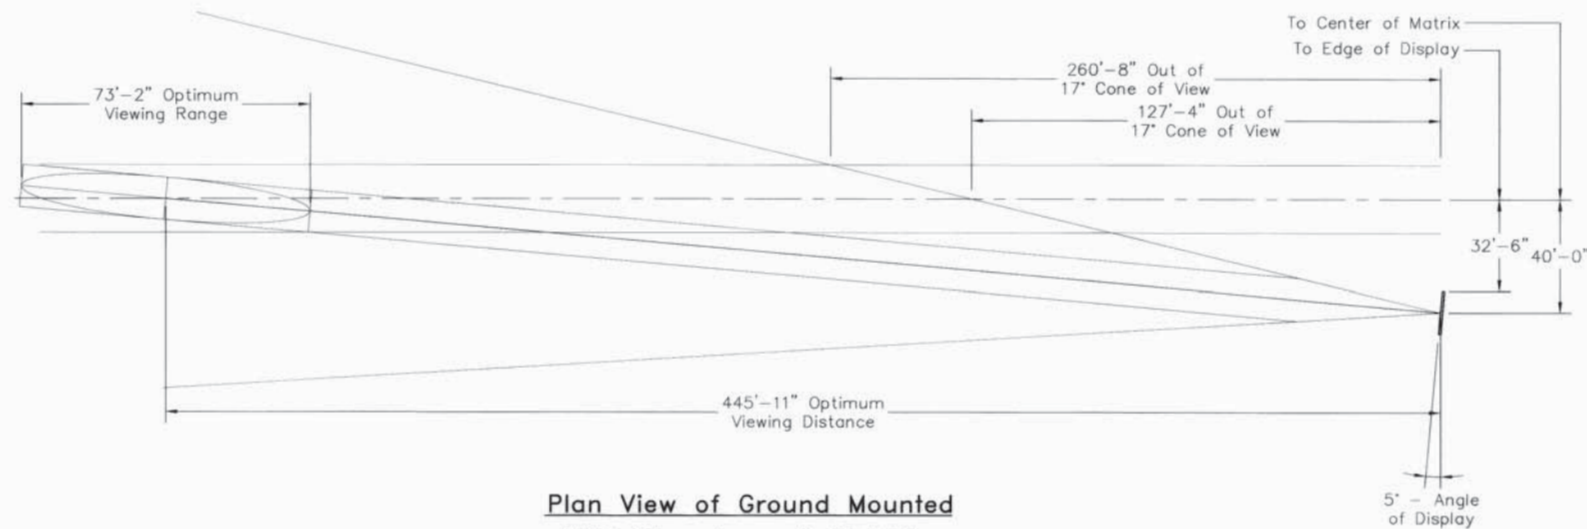 To Center of Matrix
To Edge of Display
260'-8" Out of
17° Cone of View
73'-2" Optimum
Viewing Range
127'-4" Out of
17° Cone of View
32'-6"
40'-0"
445'-11" Optimum
Viewing Distance
5° - Angle
of Display
Plan View of Ground Mounted